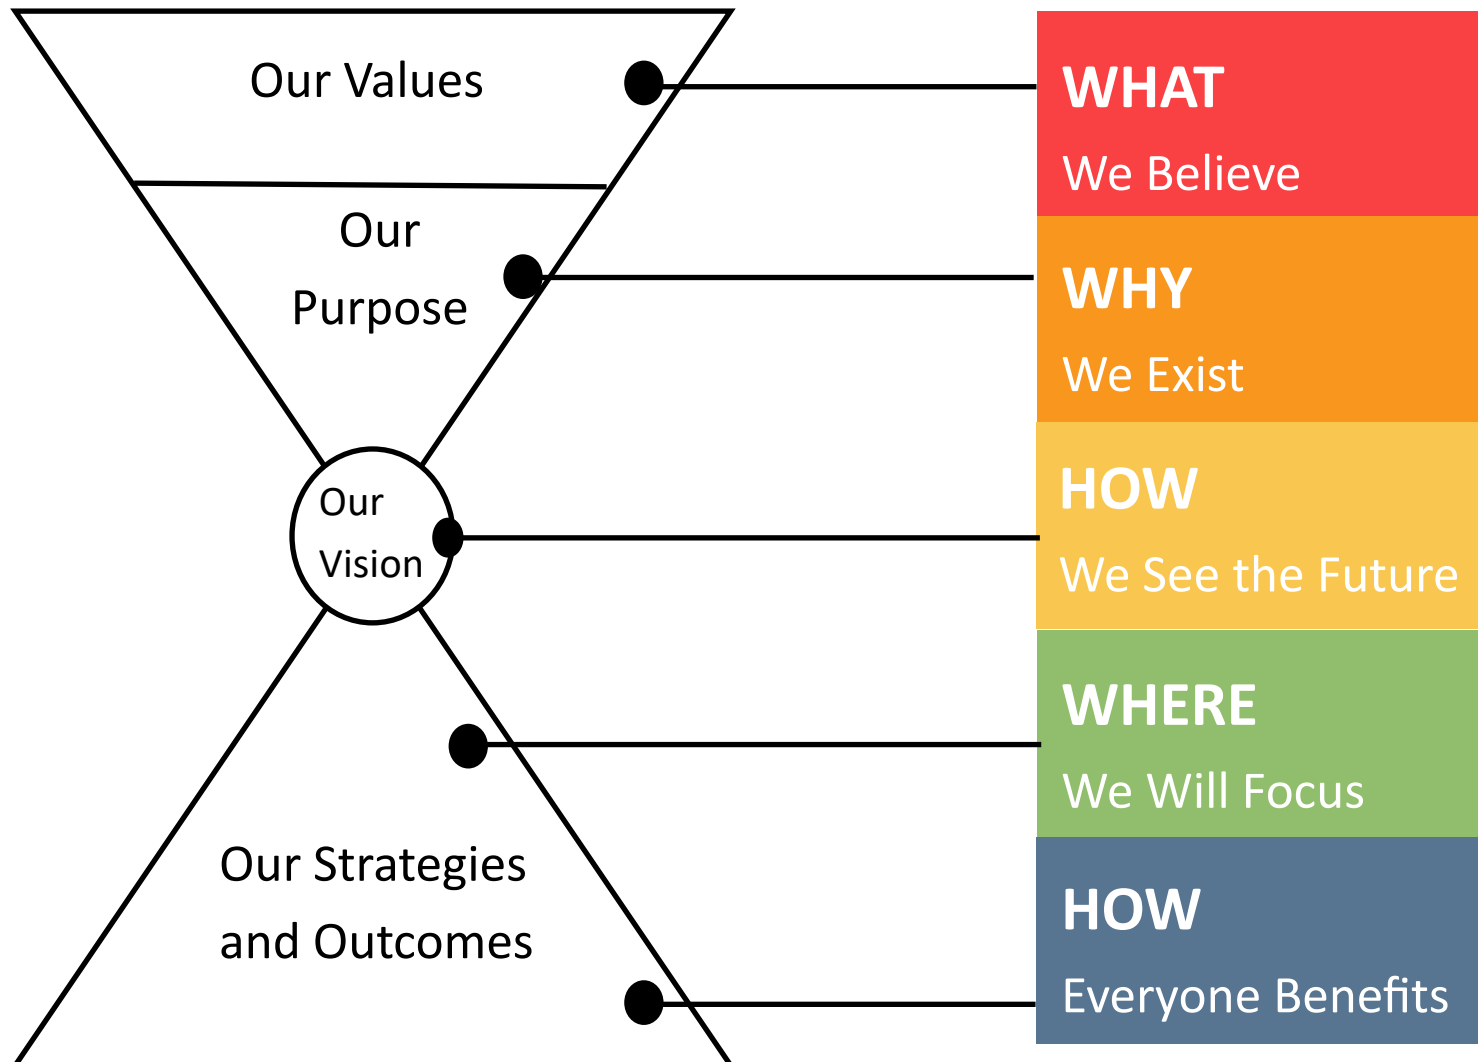 Our Values
WHAT
We Believe
Our
Purpose
WHY
We Exist
Our
Vision
HOW
We See the Future
WHERE
We Will Focus
Our Strategies
and Outcomes
HOW
Everyone Benefits